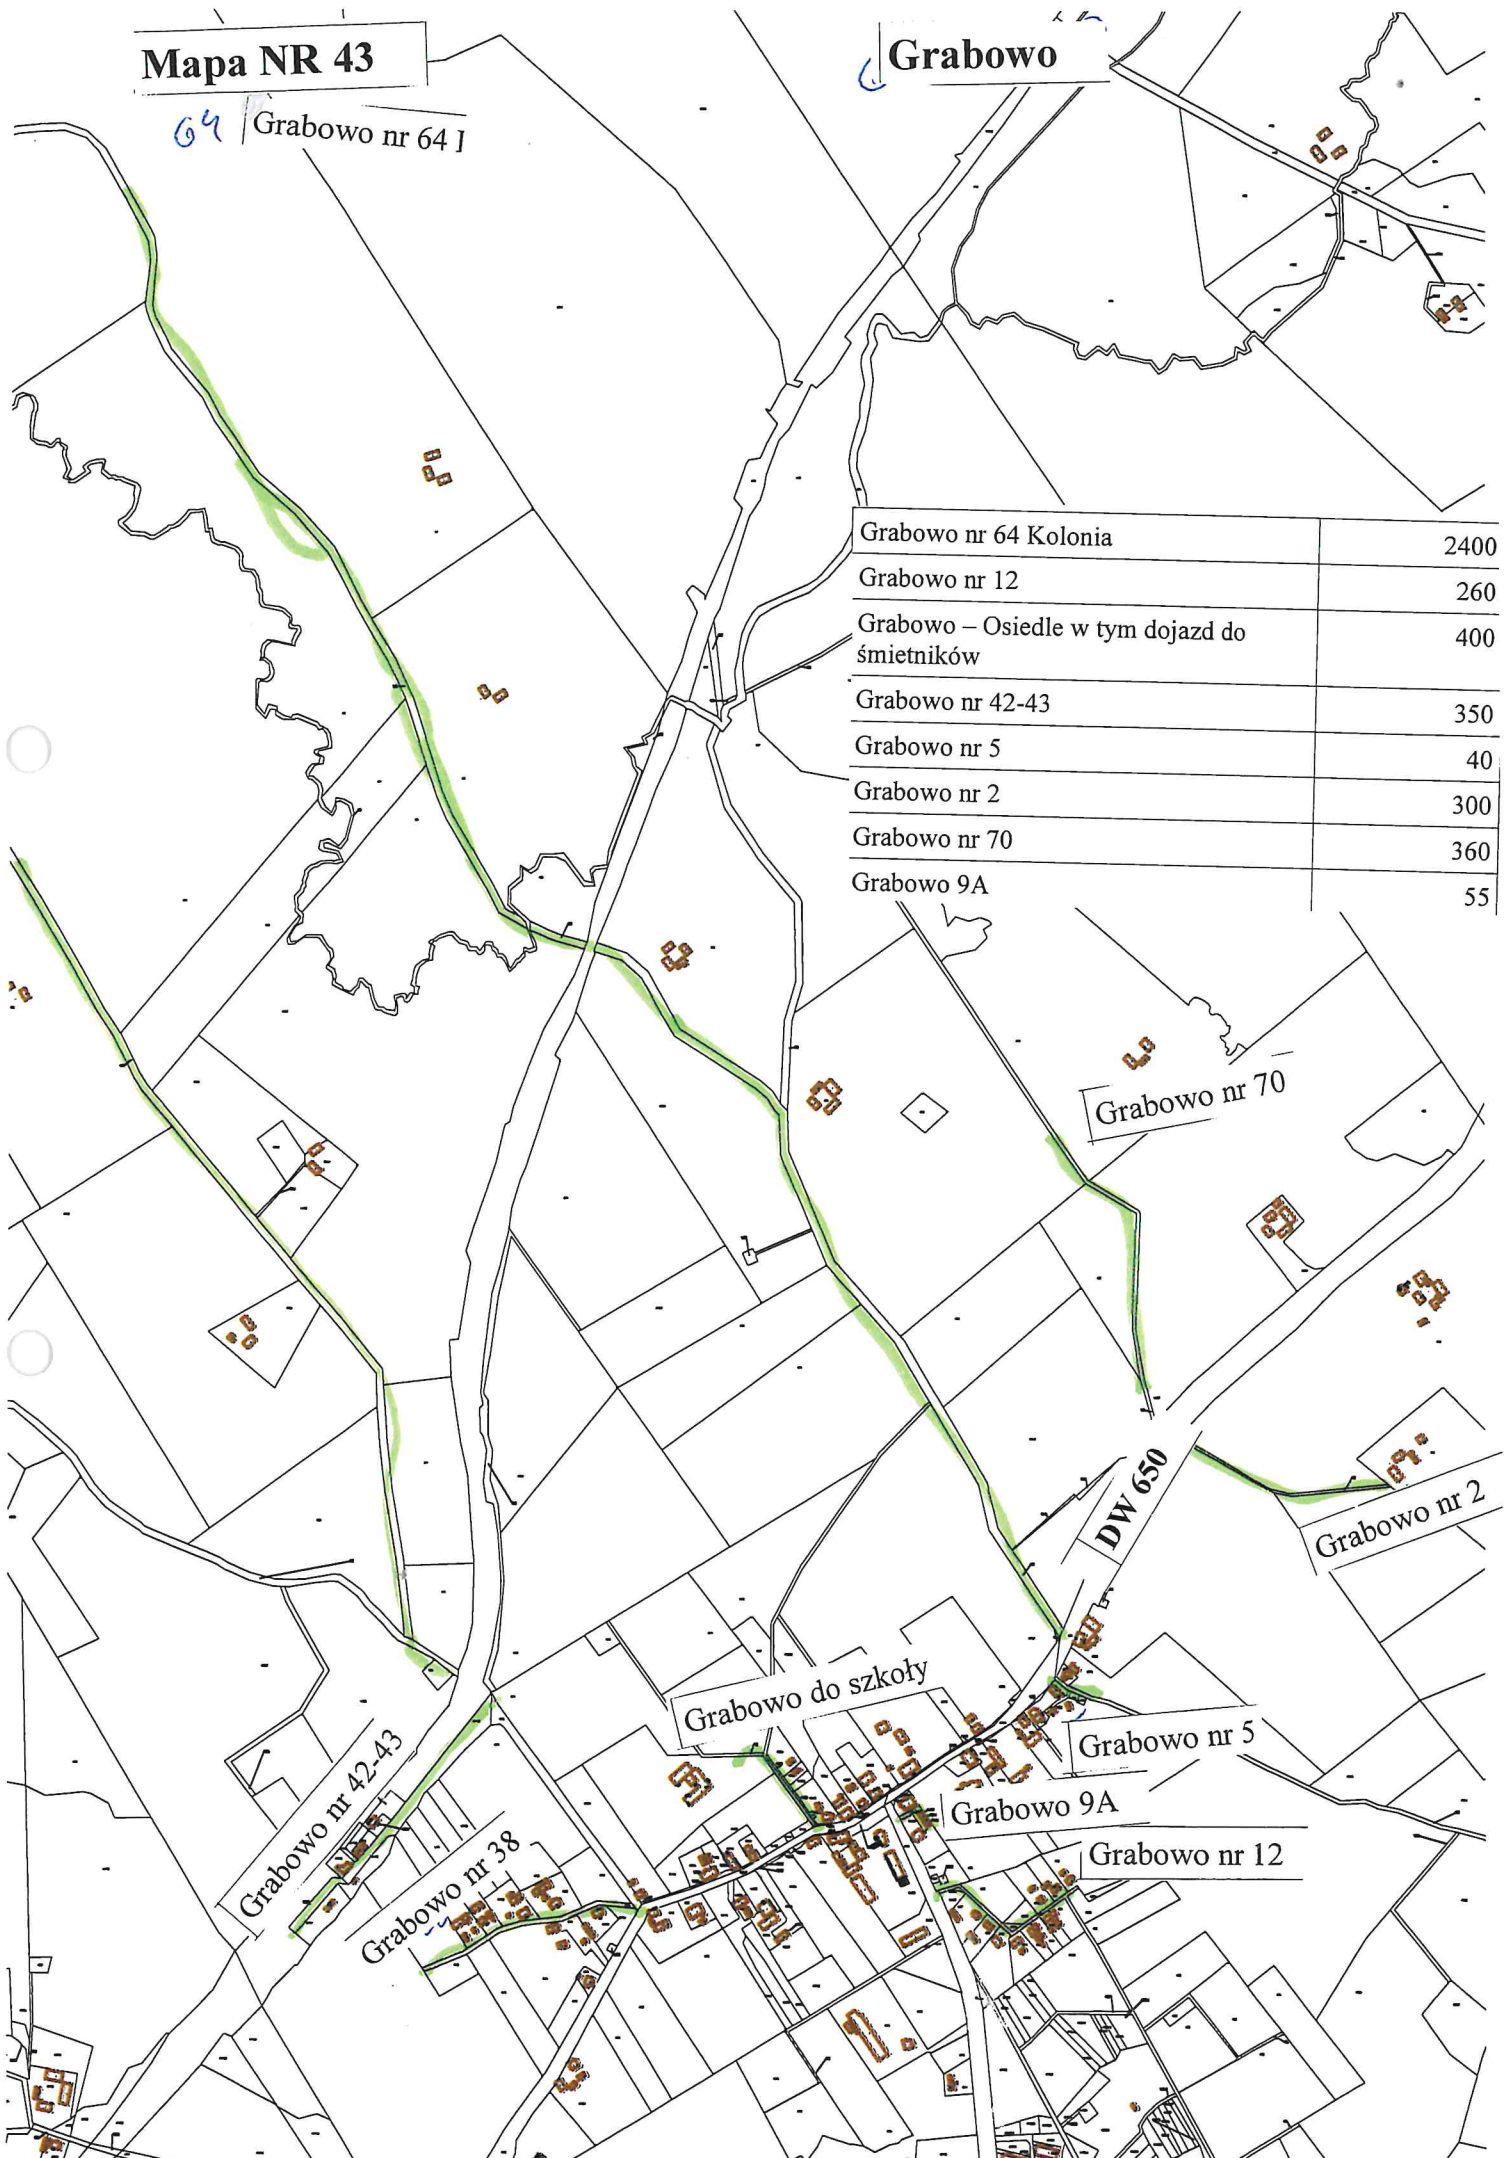 Mapa NR 43
Grabowo
64
Grabowo nr 64
Grabowo nr 64 Kolonia 2400
Grabowo nr 12 260
Grabowo – Osiedle w tym dojazd do 400
śmietników
Grabowo nr 42-43 350
Grabowo nr 5 40
Grabowo nr 2 300
Grabowo nr 70 360
Grabowo 9A 55
Grabowo nr 70
DW 650
Grabowo nr 2
Grabowo do szkoły
Grabowo nr 5
Grabowo nr 42-43
Grabowo 9A
Grabowo nr 38
Grabowo nr 12